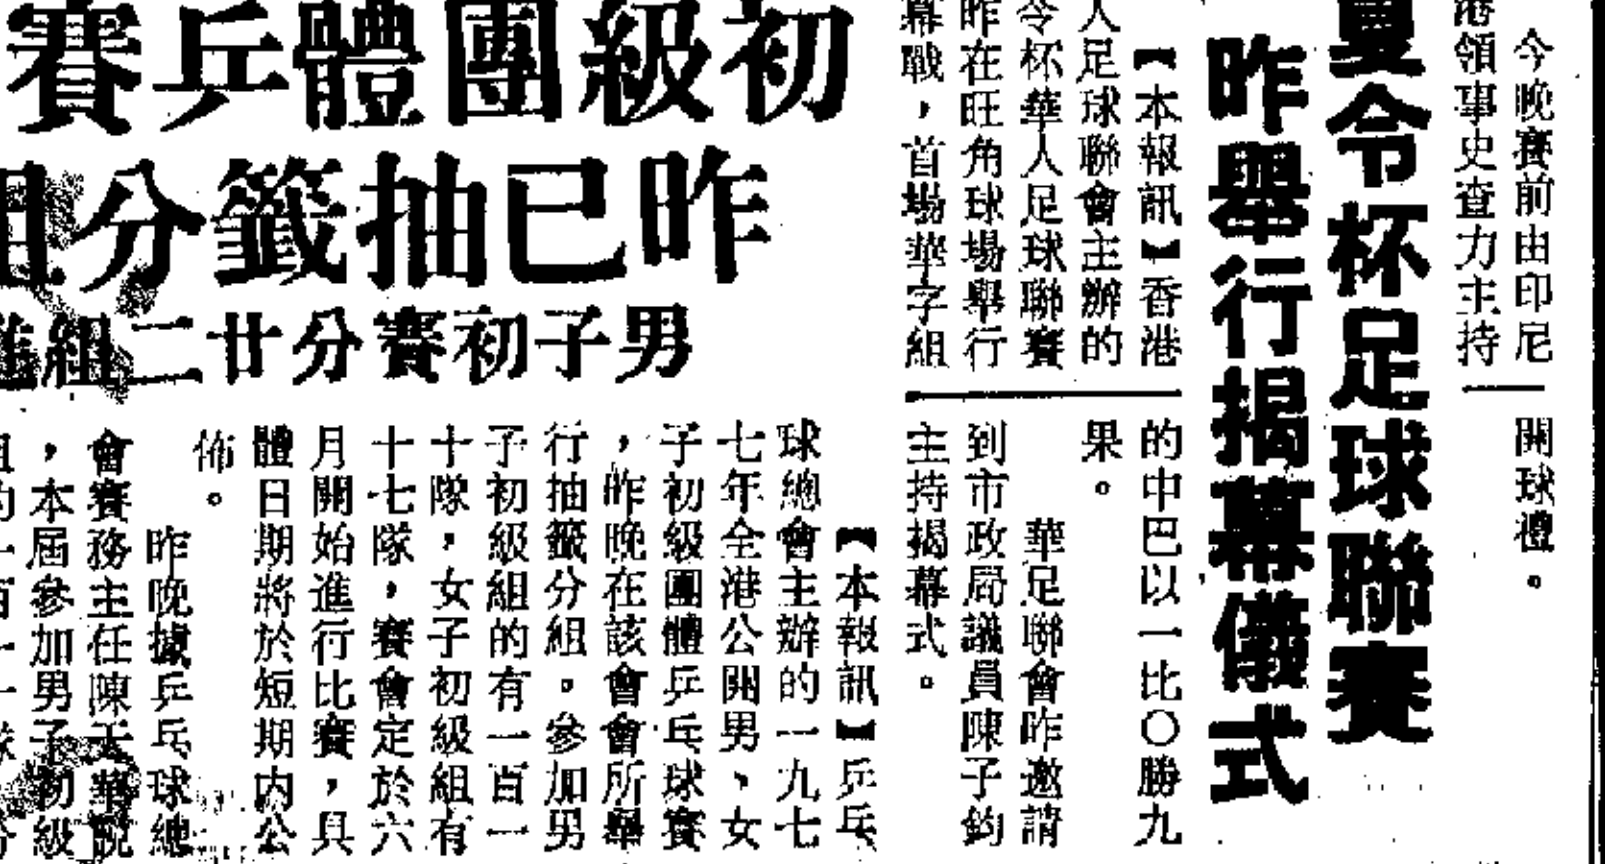 今晚賽前由印尼
港領事史查力主持
開球禮。
夏令杯足球聯賽
昨舉行揭幕儀式
【本報訊】香港
人足球聯會主辦的
令杯華人足球聯賽
昨在旺角球場舉行
幕戰，首場華字組
的中巴以一比〇勝九
果。
華足聯會昨邀請
到市政局議員陳子鈞
主持揭幕式。
初級團體乒賽
昨已抽籤分組
男子初賽分廿二組進
【本報訊】乒乓
球總會主辦的一九七
七年全港公開男、女
子初級團體乒乓球賽
，昨晚在該會會所舉
行抽籤分組。參加男
子初級組的有一百一
十隊，女子初級組有
十七隊，賽會定於六
月開始進行比賽，具
體日期將於短期內公
佈。
昨晚據乒乓球總
會賽務主任陳天華說
，本屆參加男子初級
組的一百一十隊分